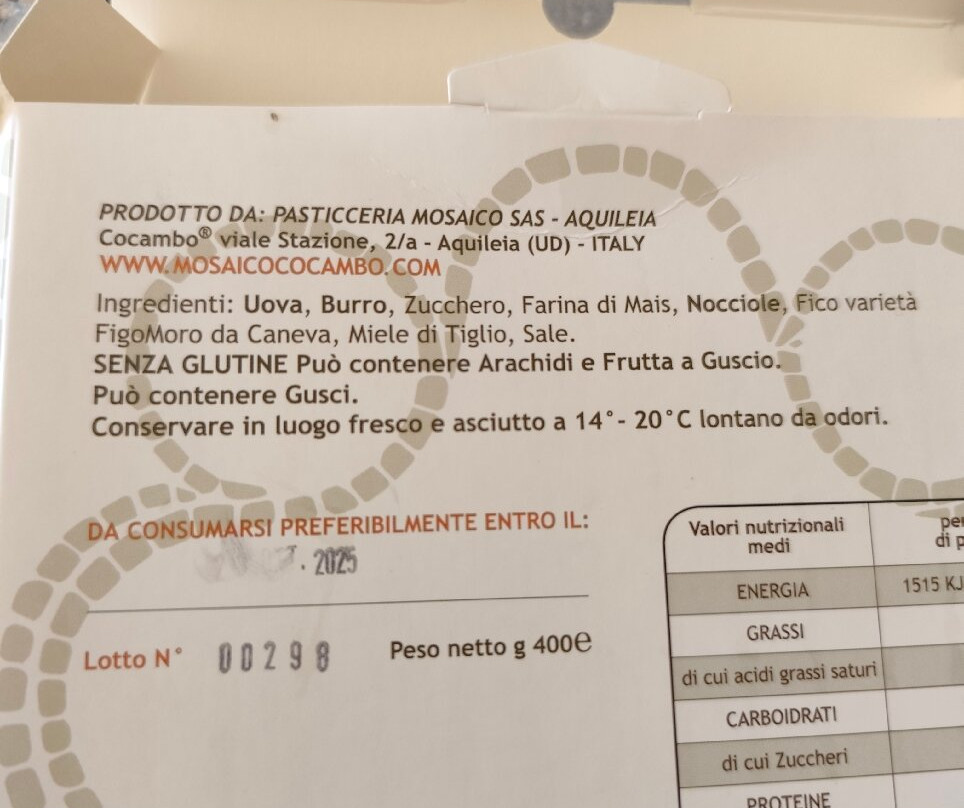 PRODOTTO DA: PASTICCERIA MOSAICO SAS - AQUILEIA
Cocambo® viale Stazione, 2/a - Aquileia (UD) - ITALY
WWW.MOSAICOCOCAMBO.COM
Ingredienti: Uova, Burro, Zucchero, Farina di Mais, Nocciole, Fico varietà
FigoMoro da Caneva, Miele di Tiglio, Sale.
SENZA GLUTINE Può contenere Arachidi e Frutta a Guscio.
Può contenere Gusci.
Conservare in luogo fresco e asciutto a 14°- 20°C lontano da odori.
DA CONSUMARSI PREFERIBILMENTE ENTRO IL:
. 2025
Lotto N° 00298 Peso netto g 400℮
Valori nutrizionali
medi
di
ENERGIA 1515 KJ
GRASSI
di cui acidi grassi saturi
CARBOIDRATI
di cui Zuccheri
PROTEINE